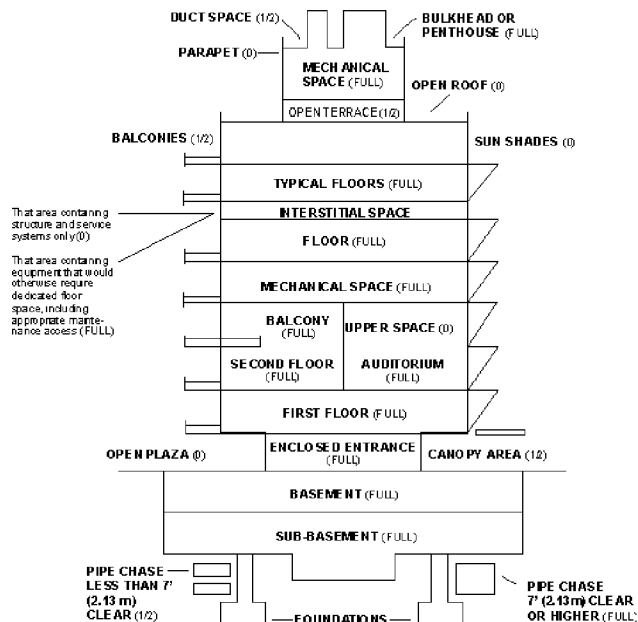 DUCT SPACE (1/2)
BULKHEAD OR
PENTHOUSE (FULL)
PARAPET (0)
MECHANICAL
SPACE (FULL)
OPEN ROOF (0)
OPEN TERRACE (1/2)
BALCONIES (1/2)
SUN SHADES (0)
TYPICAL FLOORS (FULL)
That area containing
structure and service
systems only (0)
INTERSTITIAL SPACE
FLOOR (FULL)
That area containing
equipment that would
otherwise require
dedicated floor
space, including
appropriate mainte-
nance access (FULL)
MECHANICAL SPACE (FULL)
BALCONY
(FULL)
UPPER SPACE (0)
SECOND FLOOR
(FULL)
AUDITORIUM
(FULL)
FIRST FLOOR (FULL)
OPEN PLAZA (0)
ENCLOSED ENTRANCE
(FULL)
CANOPY AREA (1/2)
BASEMENT (FULL)
SUB-BASEMENT (FULL)
PIPE CHASE
LESS THAN 7'
(2.13 m)
CLEAR (1/2)
FOUNDATIONS
PIPE CHASE
7' (2.13 m) CLEAR
OR HIGHER (FULL)